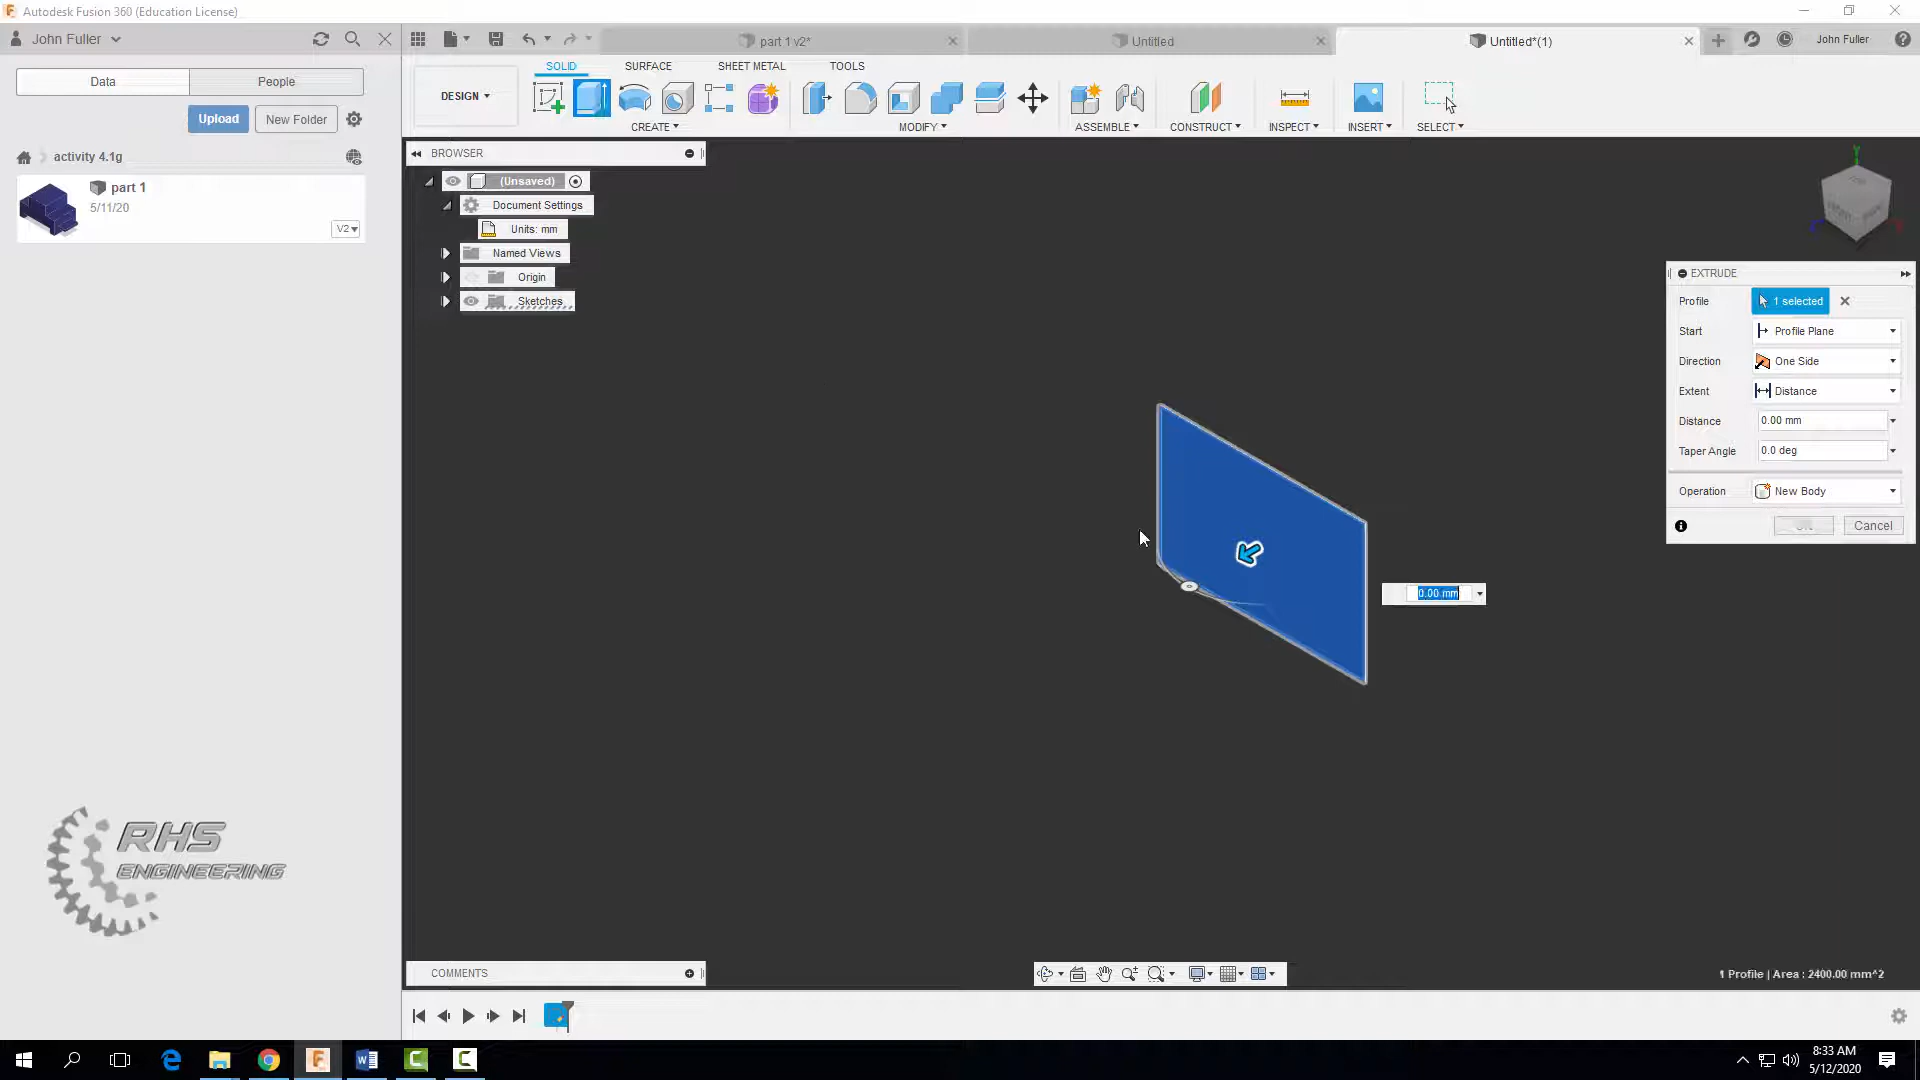 Autodesk Fusion 360 (Education License)
John Fuller
Data
People
Upload
New Folder
activity 4.1g
part 1
5/11/20
V2
RHS
ENGINEERING
part 1 v2*
Untitled
Untitled*(1)
John Fuller
DESIGN
SOLID
SURFACE
SHEET METAL
TOOLS
CREATE
MODIFY
ASSEMBLE
CONSTRUCT
INSPECT
INSERT
SELECT
BROWSER
(Unsaved)
Document Settings
Units: mm
Named Views
Origin
Sketches
EXTRUDE
Profile
1 selected
Start
Profile Plane
Direction
One Side
Extent
Distance
Distance
0.00 mm
Taper Angle
0.0 deg
Operation
New Body
Cancel
0.00 mm
COMMENTS
1 Profile | Area : 2400.00 mm^2
8:33 AM
5/12/2020